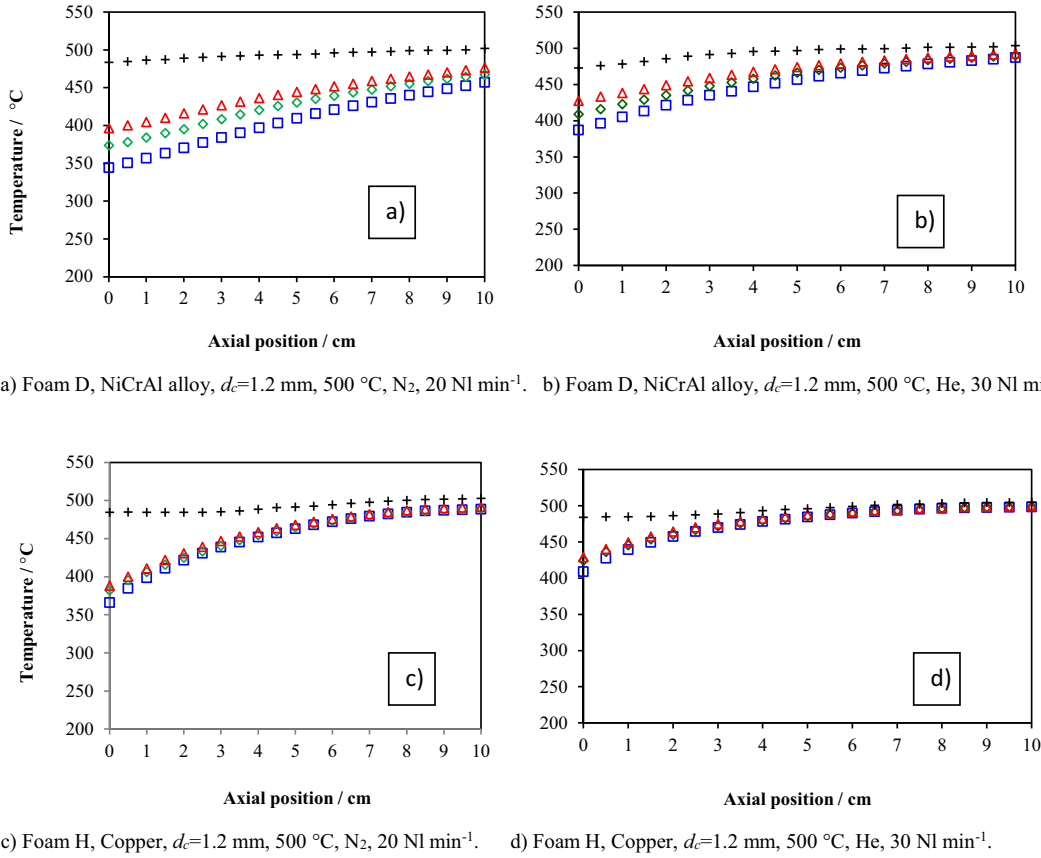 550
500
450
400
350
300
250
200
0 1 2 3 4 5 6 7 8 9 10
Temperature / °C
Axial position / cm
a)
550
500
450
400
350
300
250
200
0 1 2 3 4 5 6 7 8 9 10
Axial position / cm
b)
a) Foam D, NiCrAl alloy, dc=1.2 mm, 500 °C, N2, 20 Nl min-1. b) Foam D, NiCrAl alloy, dc=1.2 mm, 500 °C, He, 30 Nl
550
500
450
400
350
300
250
200
0 1 2 3 4 5 6 7 8 9 10
Temperature / °C
Axial position / cm
c)
550
500
450
400
350
300
250
200
0 1 2 3 4 5 6 7 8 9 10
Axial position / cm
d)
c) Foam H, Copper, dc=1.2 mm, 500 °C, N2, 20 Nl min-1. d) Foam H, Copper, dc=1.2 mm, 500 °C, He, 30 Nl min-1.